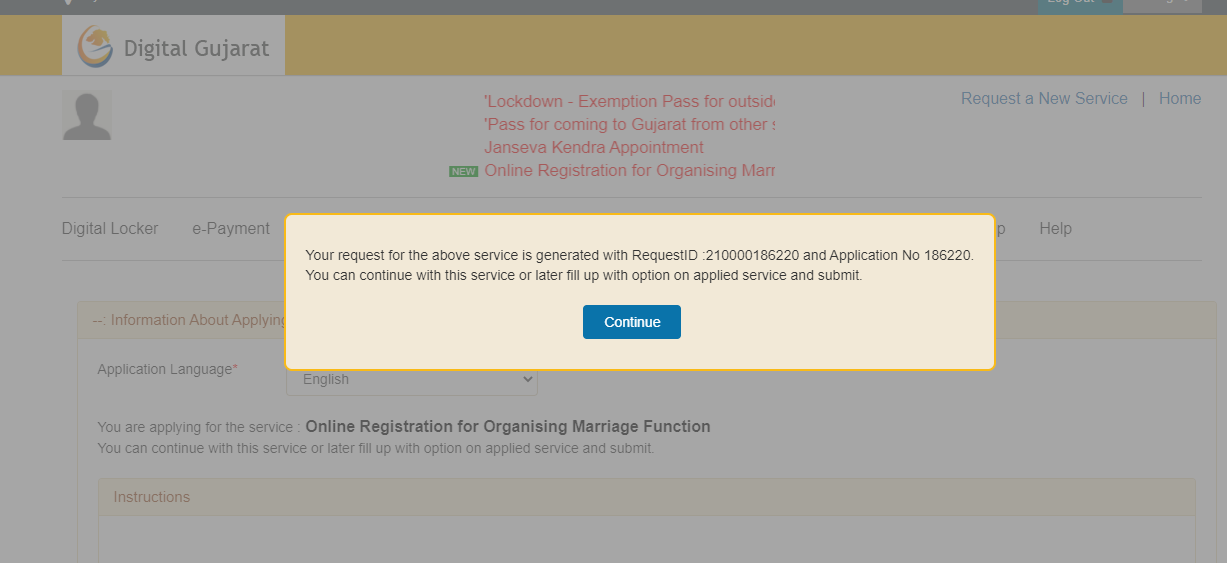 Log Out
Digital Gujarat
Request a New Service | Home
'Lockdown - Exemption Pass for outside
'Pass for coming to Gujarat from other s
Janseva Kendra Appointment
NEW Online Registration for Organising Marr
Digital Locker e-Payment Help
Your request for the above service is generated with RequestID :210000186220 and Application No 186220.
You can continue with this service or later fill up with option on applied service and submit.
Continue
--: Information About Applying
Application Language*
English
You are applying for the service : Online Registration for Organising Marriage Function
You can continue with this service or later fill up with option on applied service and submit.
Instructions